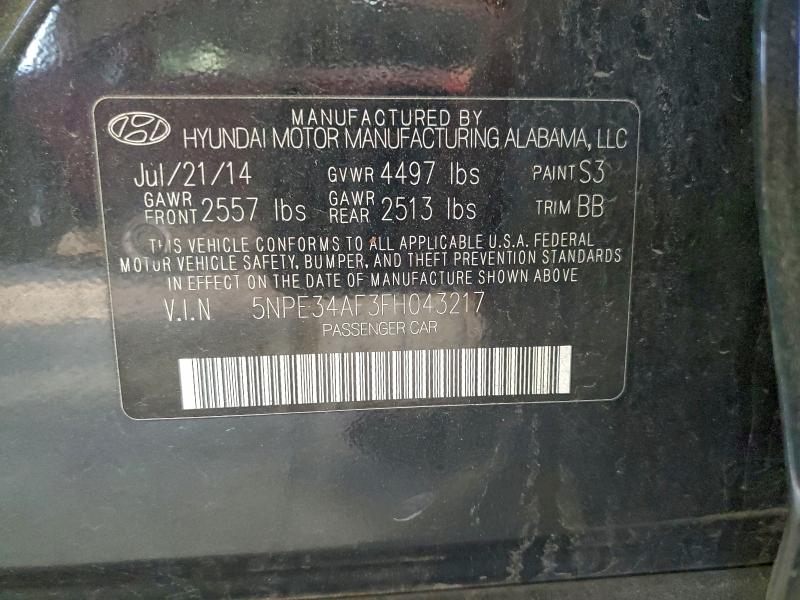 MANUFACTURED BY
HYUNDAI MOTOR MANUFACTURING ALABAMA, LLC
Jul/21/14 GVWR 4497 lbs PAINT S3
GAWR FRONT 2557 lbs GAWR REAR 2513 lbs TRIM BB
THIS VEHICLE CONFORMS TO ALL APPLICABLE U.S.A. FEDERAL
MOTOR VEHICLE SAFETY, BUMPER, AND THEFT PREVENTION STANDARDS
IN EFFECT ON THE DATE OF MANUFACTURE SHOWN ABOVE
V.I.N 5NPE34AF3FH043217
PASSENGER CAR